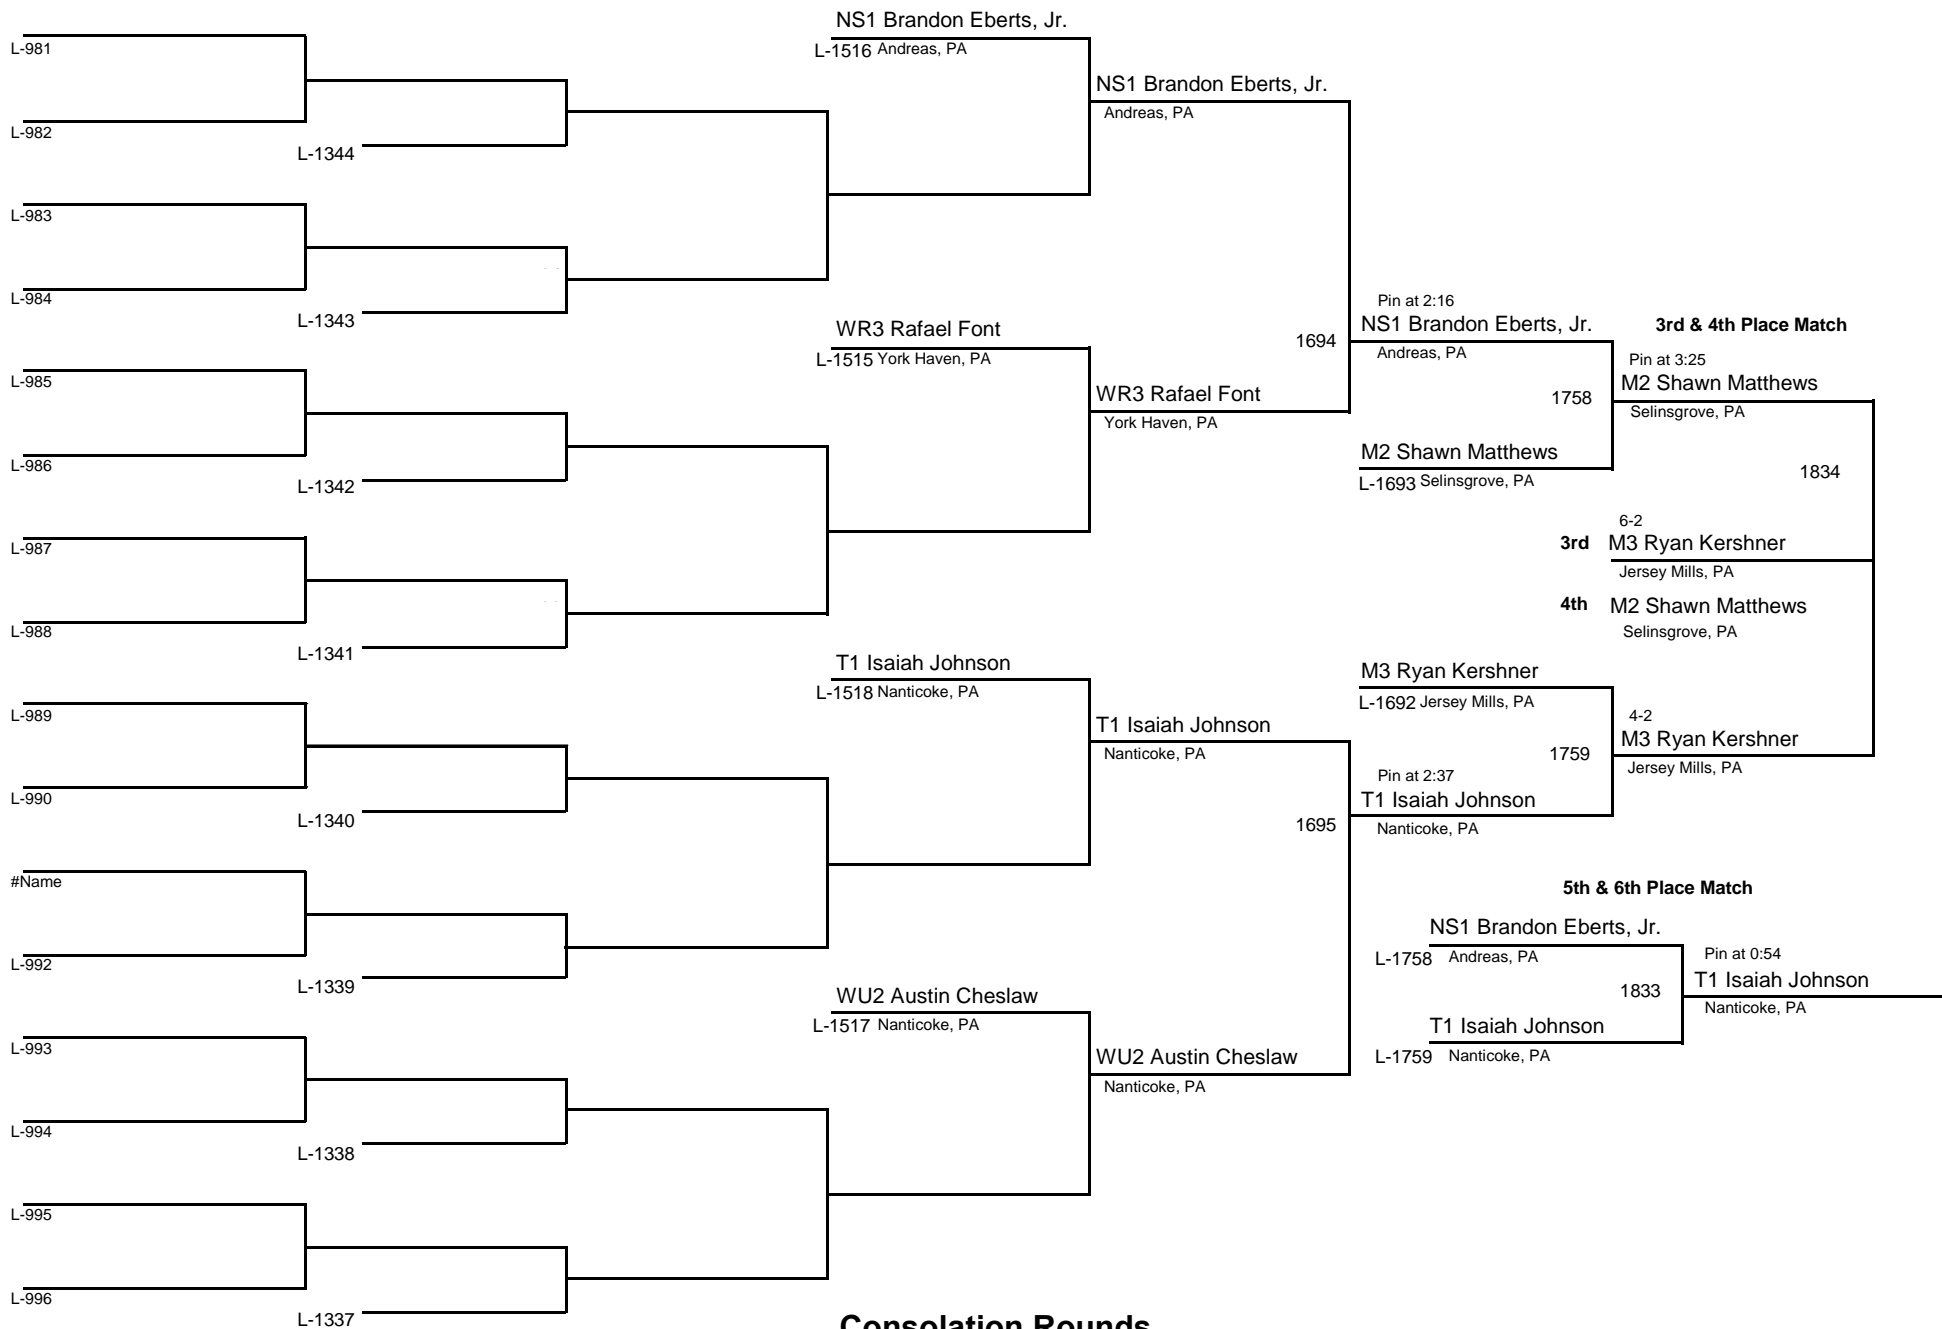 L-981
L-982
L-1344
L-983
L-984
L-1343
L-985
L-986
L-1342
L-987
L-988
L-1341
L-989
L-990
L-1340
#Name
L-992
L-1339
L-993
L-994
L-1338
L-995
L-996
L-1337
NS1 Brandon Eberts, Jr.
L-1516 Andreas, PA
WR3 Rafael Font
L-1515 York Haven, PA
T1 Isaiah Johnson
L-1518 Nanticoke, PA
WU2 Austin Cheslaw
L-1517 Nanticoke, PA
NS1 Brandon Eberts, Jr.
Andreas, PA
1694
WR3 Rafael Font
York Haven, PA
T1 Isaiah Johnson
Nanticoke, PA
1695
WU2 Austin Cheslaw
Nanticoke, PA
Pin at 2:16
NS1 Brandon Eberts, Jr.
Andreas, PA
1758
M2 Shawn Matthews
L-1693 Selinsgrove, PA
M3 Ryan Kershner
L-1692 Jersey Mills, PA
1759
Pin at 2:37
T1 Isaiah Johnson
Nanticoke, PA
3rd & 4th Place Match
Pin at 3:25
M2 Shawn Matthews
Selinsgrove, PA
1834
6-2
3rd M3 Ryan Kershner
Jersey Mills, PA
4th M2 Shawn Matthews
Selinsgrove, PA
4-2
M3 Ryan Kershner
Jersey Mills, PA
5th & 6th Place Match
NS1 Brandon Eberts, Jr.
L-1758 Andreas, PA
1833
T1 Isaiah Johnson
L-1759 Nanticoke, PA
Pin at 0:54
T1 Isaiah Johnson
Nanticoke, PA
Consolation Rounds